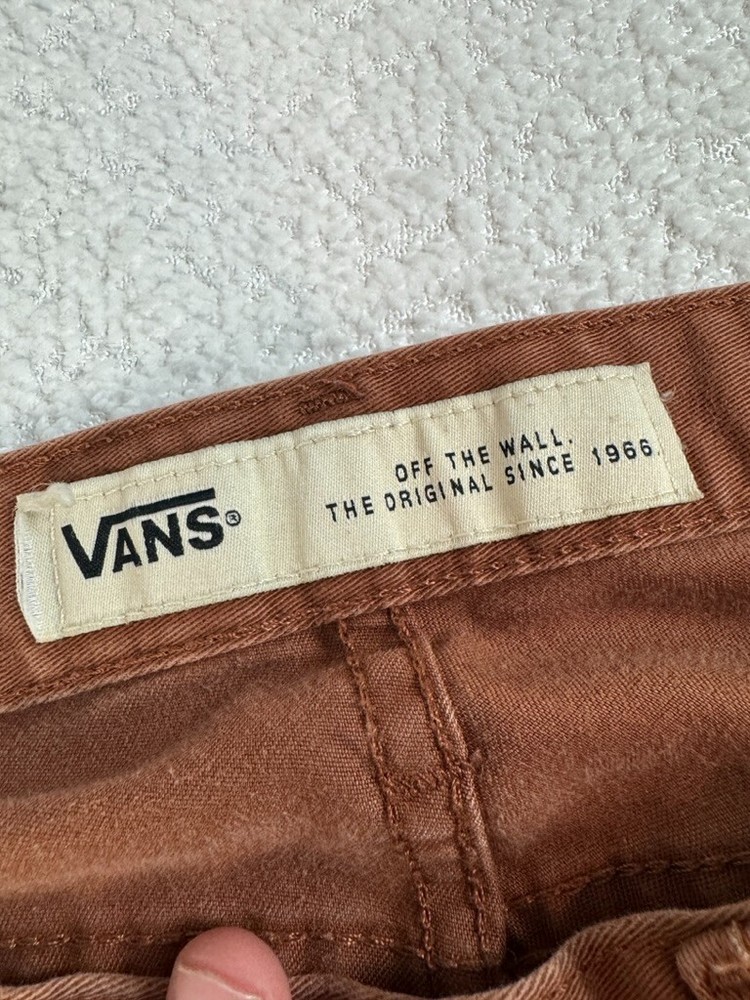 VANS®
OFF THE WALL.
THE ORIGINAL SINCE 1966.